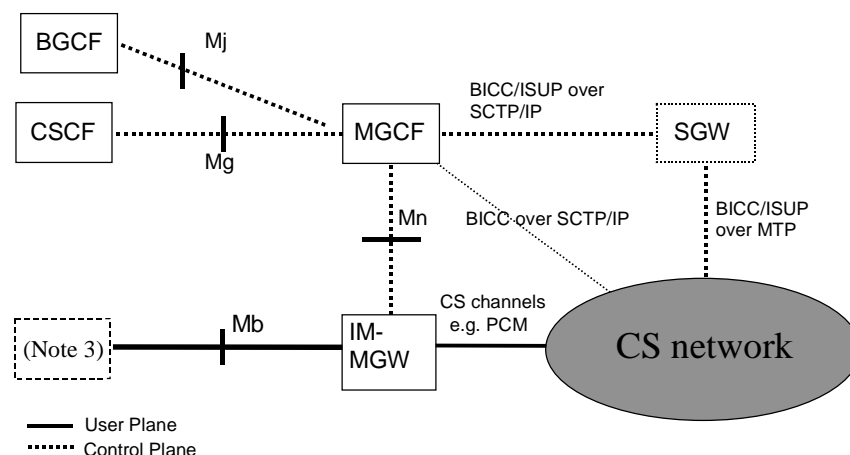 BGCF
Mj
BICC/ISUP over
SCTP/IP
CSCF
Mg
MGCF
SGW
Mn
BICC over SCTP/IP
BICC/ISUP
over MTP
(Note 3)
Mb
IM-
MGW
CS channels
e.g. PCM
CS network
User Plane
Control Plane